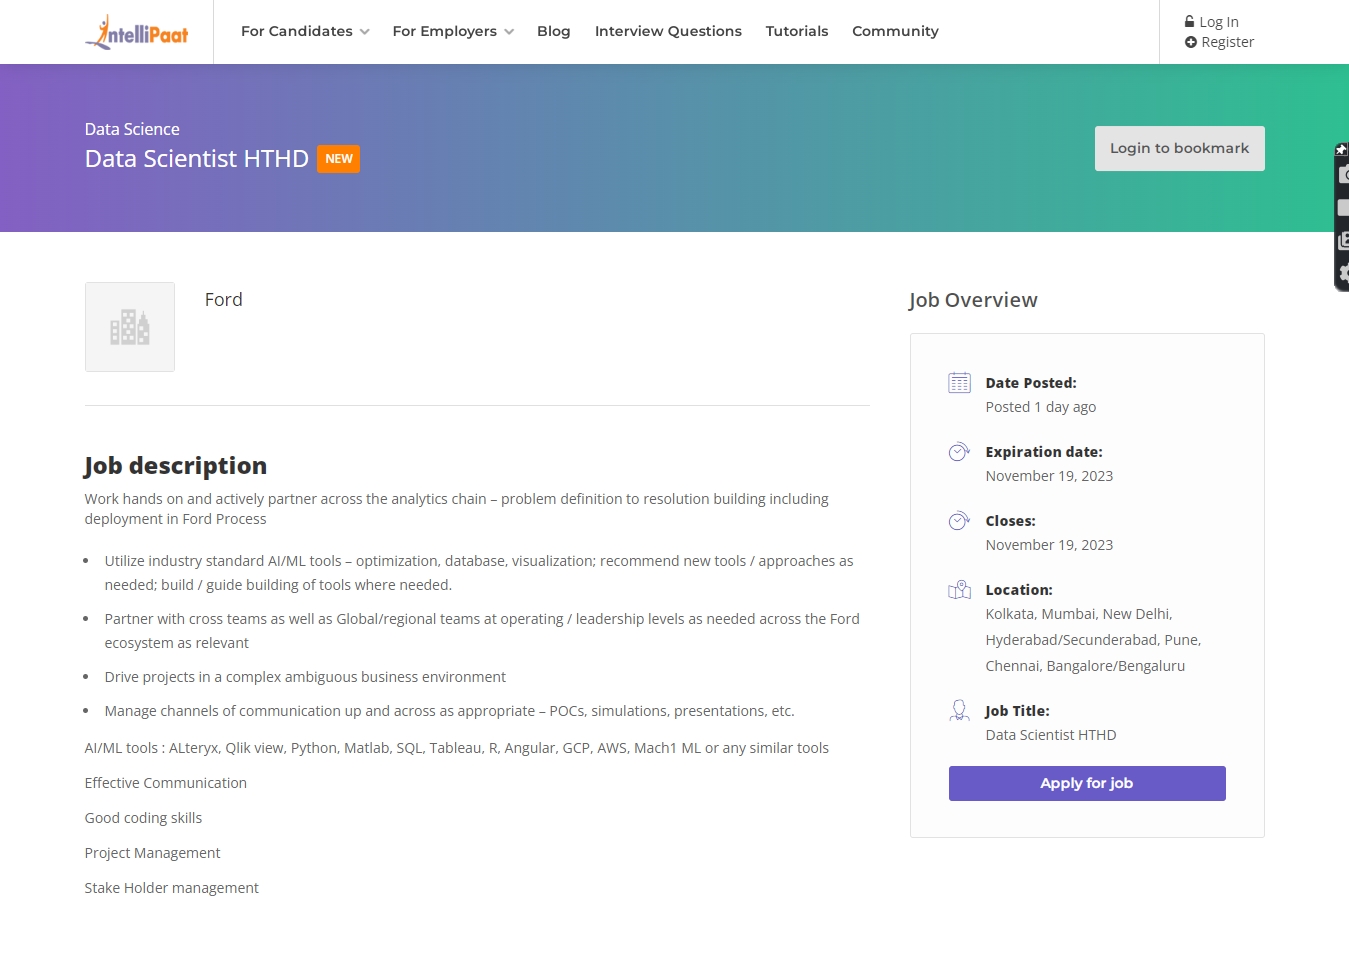 IntelliPaat
For Candidates
For Employers
Blog
Interview Questions
Tutorials
Community
Log In
Register
Data Science
Data Scientist HTHD NEW
Login to bookmark
Ford
Job description
Work hands on and actively partner across the analytics chain – problem definition to resolution building including
deployment in Ford Process
• Utilize industry standard AI/ML tools – optimization, database, visualization; recommend new tools / approaches as
needed; build / guide building of tools where needed.
• Partner with cross teams as well as Global/regional teams at operating / leadership levels as needed across the Ford
ecosystem as relevant
• Drive projects in a complex ambiguous business environment
• Manage channels of communication up and across as appropriate – POCs, simulations, presentations, etc.
AI/ML tools : ALteryx, Qlik view, Python, Matlab, SQL, Tableau, R, Angular, GCP, AWS, Mach1 ML or any similar tools
Effective Communication
Good coding skills
Project Management
Stake Holder management
Job Overview
Date Posted:
Posted 1 day ago
Expiration date:
November 19, 2023
Closes:
November 19, 2023
Location:
Kolkata, Mumbai, New Delhi,
Hyderabad/Secunderabad, Pune,
Chennai, Bangalore/Bengaluru
Job Title:
Data Scientist HTHD
Apply for job